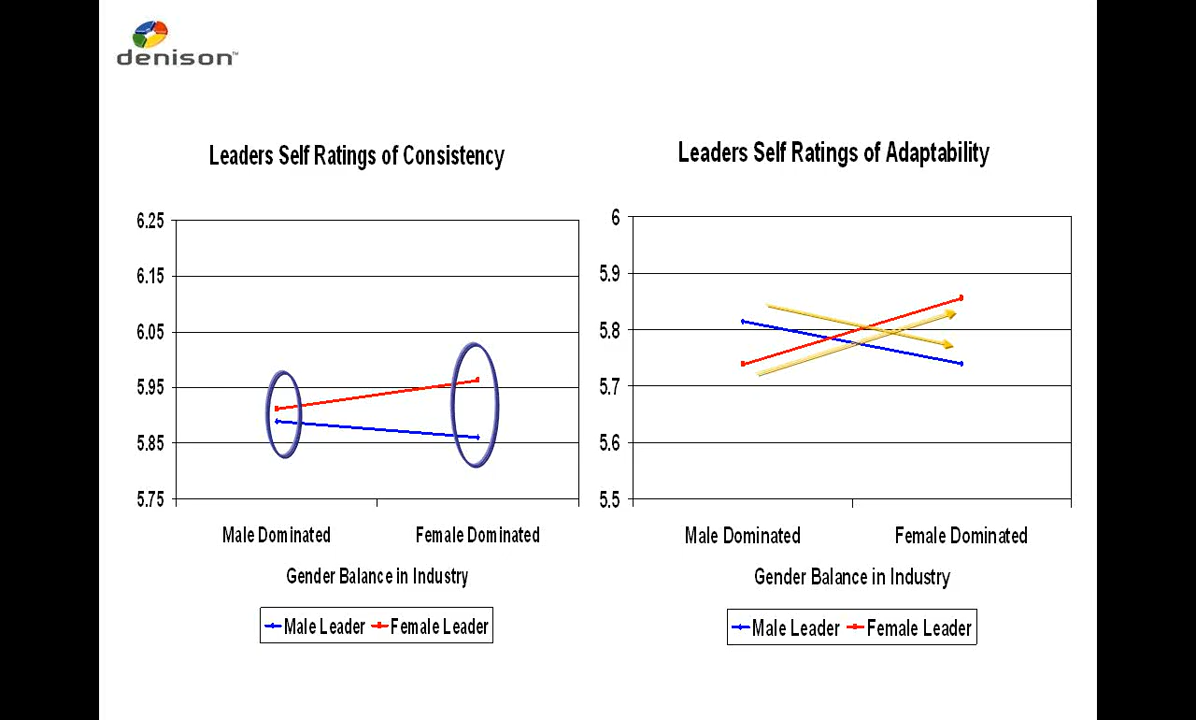 denison™
Leaders Self Ratings of Consistency
6.25
6.15
6.05
5.95
5.85
5.75
Male Dominated
Female Dominated
Gender Balance in Industry
Male Leader
Female Leader
Leaders Self Ratings of Adaptability
6
5.9
5.8
5.7
5.6
5.5
Male Dominated
Female Dominated
Gender Balance in Industry
Male Leader
Female Leader